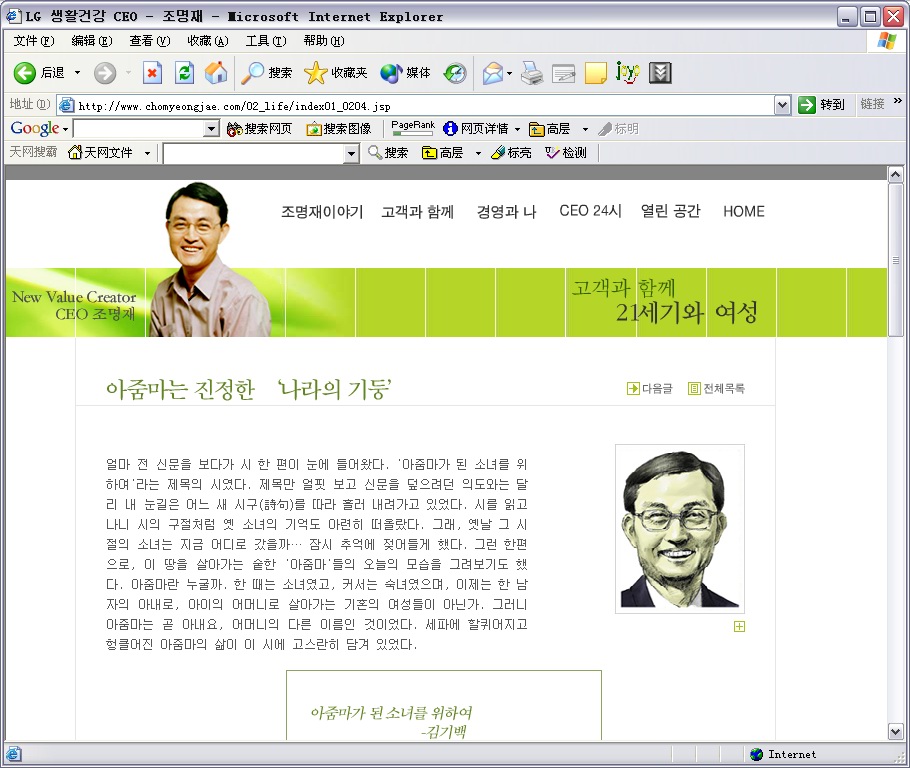 LG 생활건강 CEO - 조명재 - Microsoft Internet Explorer
文件(F) 编辑(E) 查看(V) 收藏(A) 工具(T) 帮助(H)
后退 搜索 收藏夹 媒体 jyy
地址(D) http://www.chomyeongjae.com/02_life/index01_0204.jsp 转到 链接 »
Google 搜索网页 搜索图像 PageRank 网页详情 高层 标明
天网搜霸 天网文件 搜索 高层 标亮 检测
조명재이야기 고객과 함께 경영과 나 CEO 24시 열린 공간 HOME
New Value Creator
CEO 조명재
고객과 함께
21세기와 여성
아줌마는 진정한 '나라의 기둥'
다음글 전체목록
얼마 전 신문을 보다가 시 한 편이 눈에 들어왔다. '아줌마가 된 소녀를 위
하여'라는 제목의 시였다. 제목만 얼핏 보고 신문을 덮으려던 의도와는 달
리 내 눈길은 어느 새 시구(詩句)를 따라 흘러 내려가고 있었다. 시를 읽고
나니 시의 구절처럼 옛 소녀의 기억도 아련히 떠올랐다. 그래, 옛날 그 시
절의 소녀는 지금 어디로 갔을까… 잠시 추억에 젖어들게 했다. 그런 한편
으로, 이 땅을 살아가는 숱한 '아줌마'들의 오늘의 모습을 그려보기도 했
다. 아줌마란 누굴까. 한 때는 소녀였고, 커서는 숙녀였으며, 이제는 한 남
자의 아내로, 아이의 어머니로 살아가는 기혼의 여성들이 아닌가. 그러니
아줌마는 곧 아내요, 어머니의 다른 이름인 것이었다. 세파에 할퀴어지고
헝클어진 아줌마의 삶이 이 시에 고스란히 담겨 있었다.
아줌마가 된 소녀를 위하여
-김기백
Internet